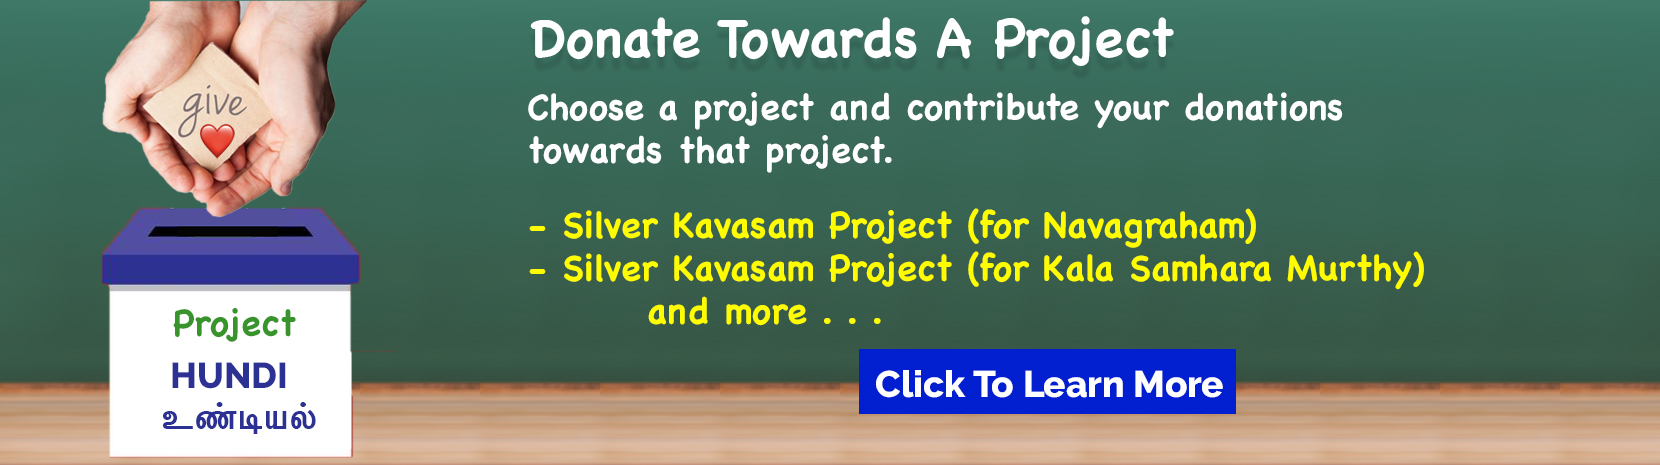 Donate Towards A Project
Choose a project and contribute your donations
towards that project.
- Silver Kavasam Project (for Navagraham)
- Silver Kavasam Project (for Kala Samhara Murthy)
and more . . .
Click To Learn More
give
Project
HUNDI
உண்டியல்